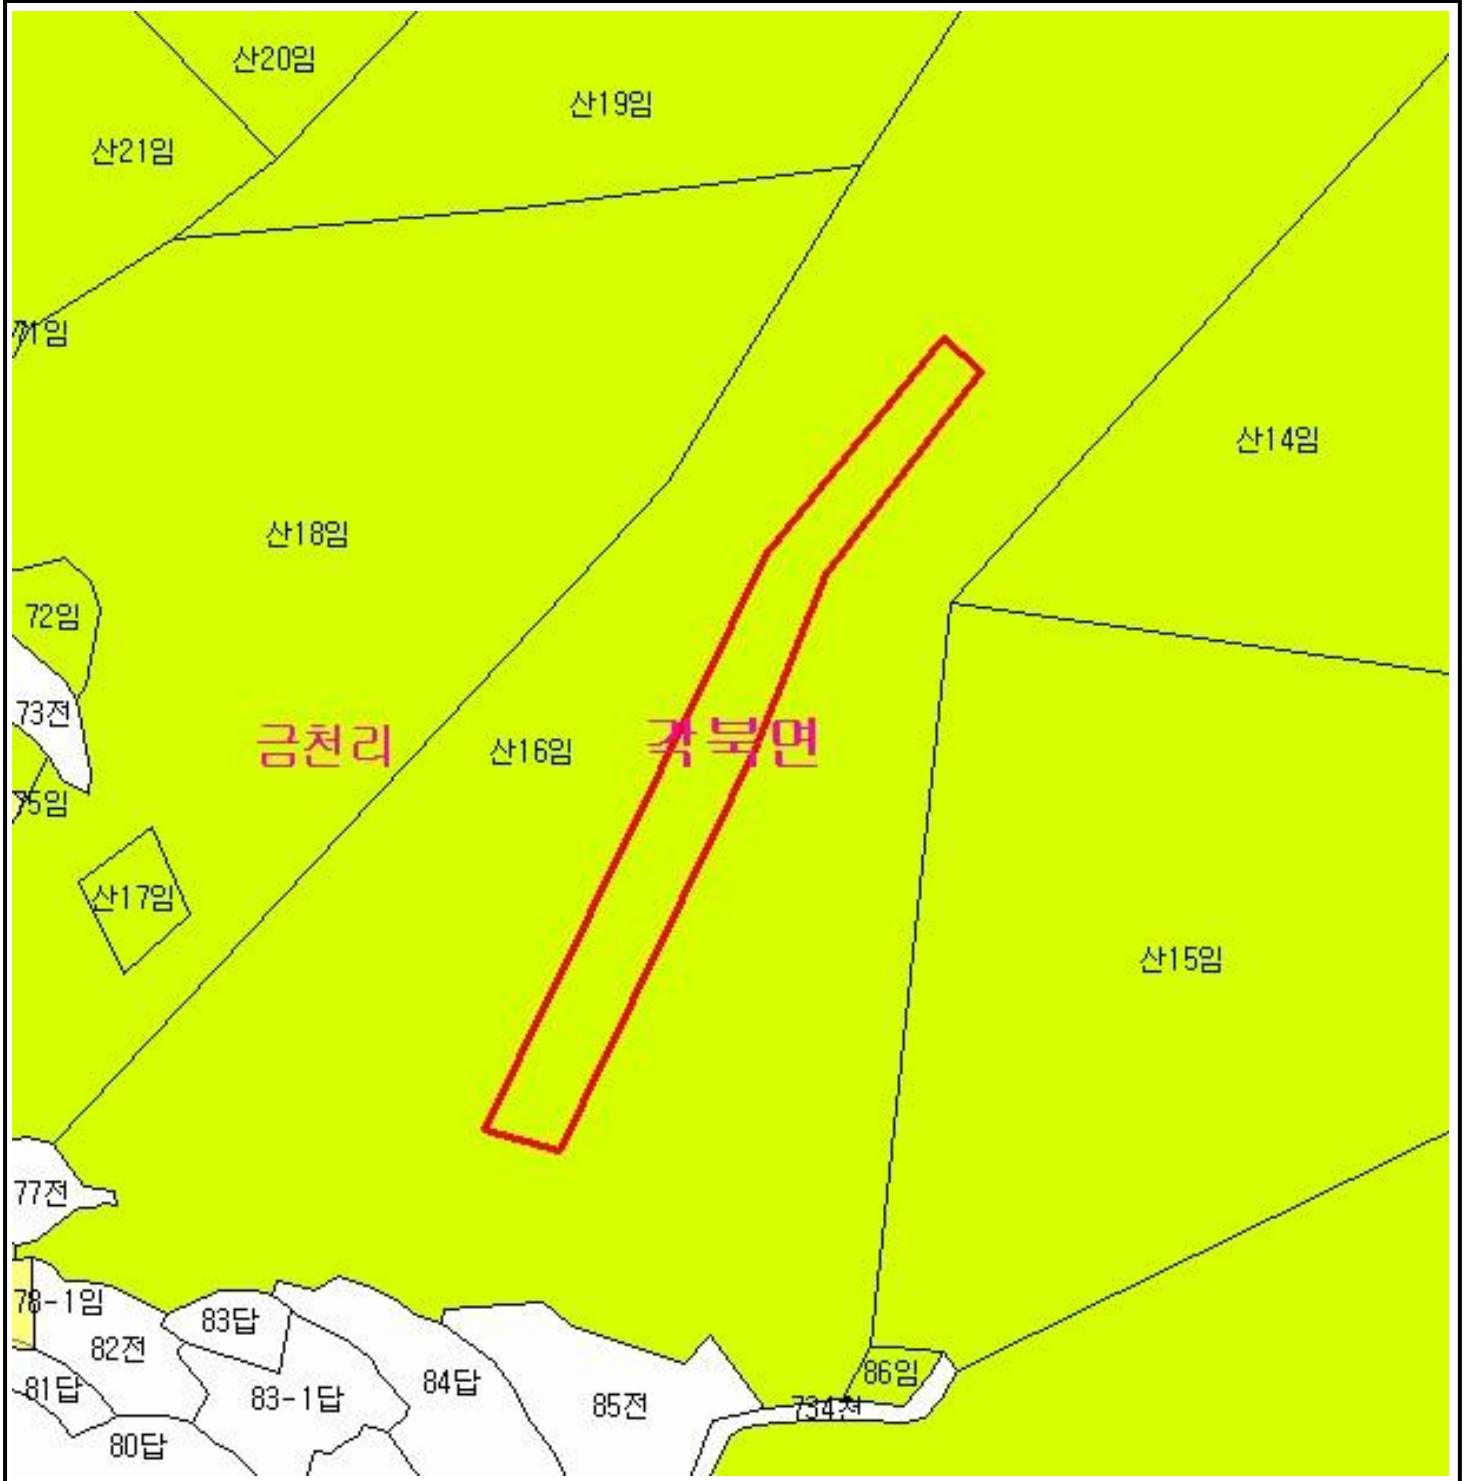 산20임
산19임
산21임
71임
산14임
산18임
72임
73전
금천리
산16임
각북면
75임
산17임
산15임
77전
78-1임
83답
82전
86임
84답
81답
83-1답
85전
734천
80답